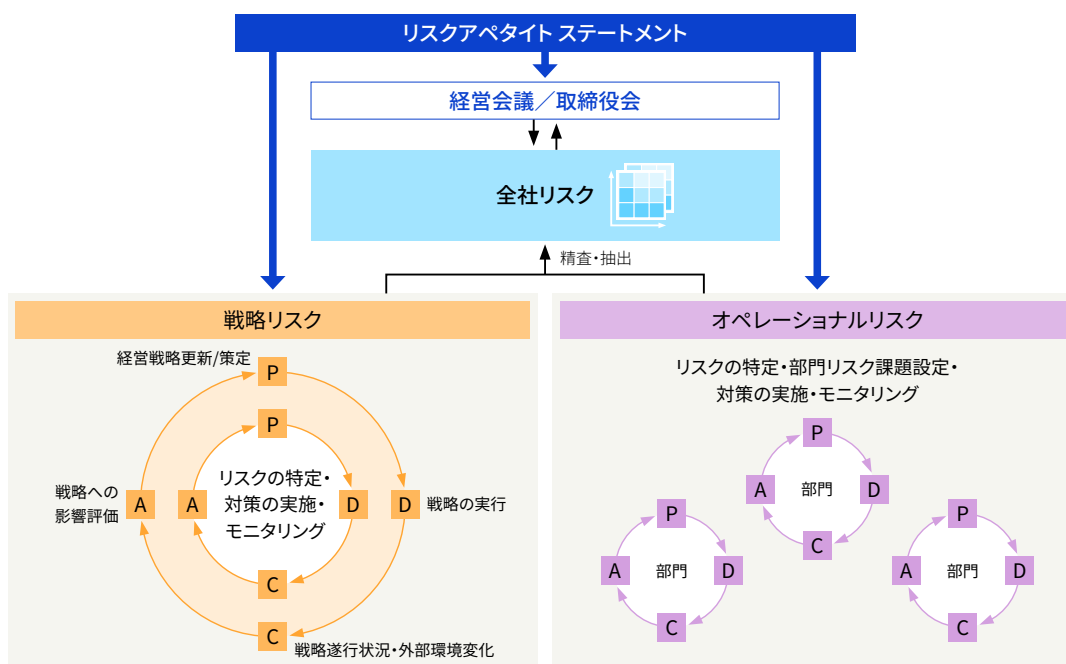 リスクアペタイト ステートメント
経営会議／取締役会
全社リスク
精査・抽出
戦略リスク
経営戦略更新/策定
P
P
戦略への
影響評価
A
A
リスクの特定・
対策の実施・
モニタリング
D
D
戦略の実行
C
C
戦略遂行状況・外部環境変化
オペレーショナルリスク
リスクの特定・部門リスク課題設定・
対策の実施・モニタリング
P
A
部門
D
C
P
A
部門
D
C
P
A
部門
D
C